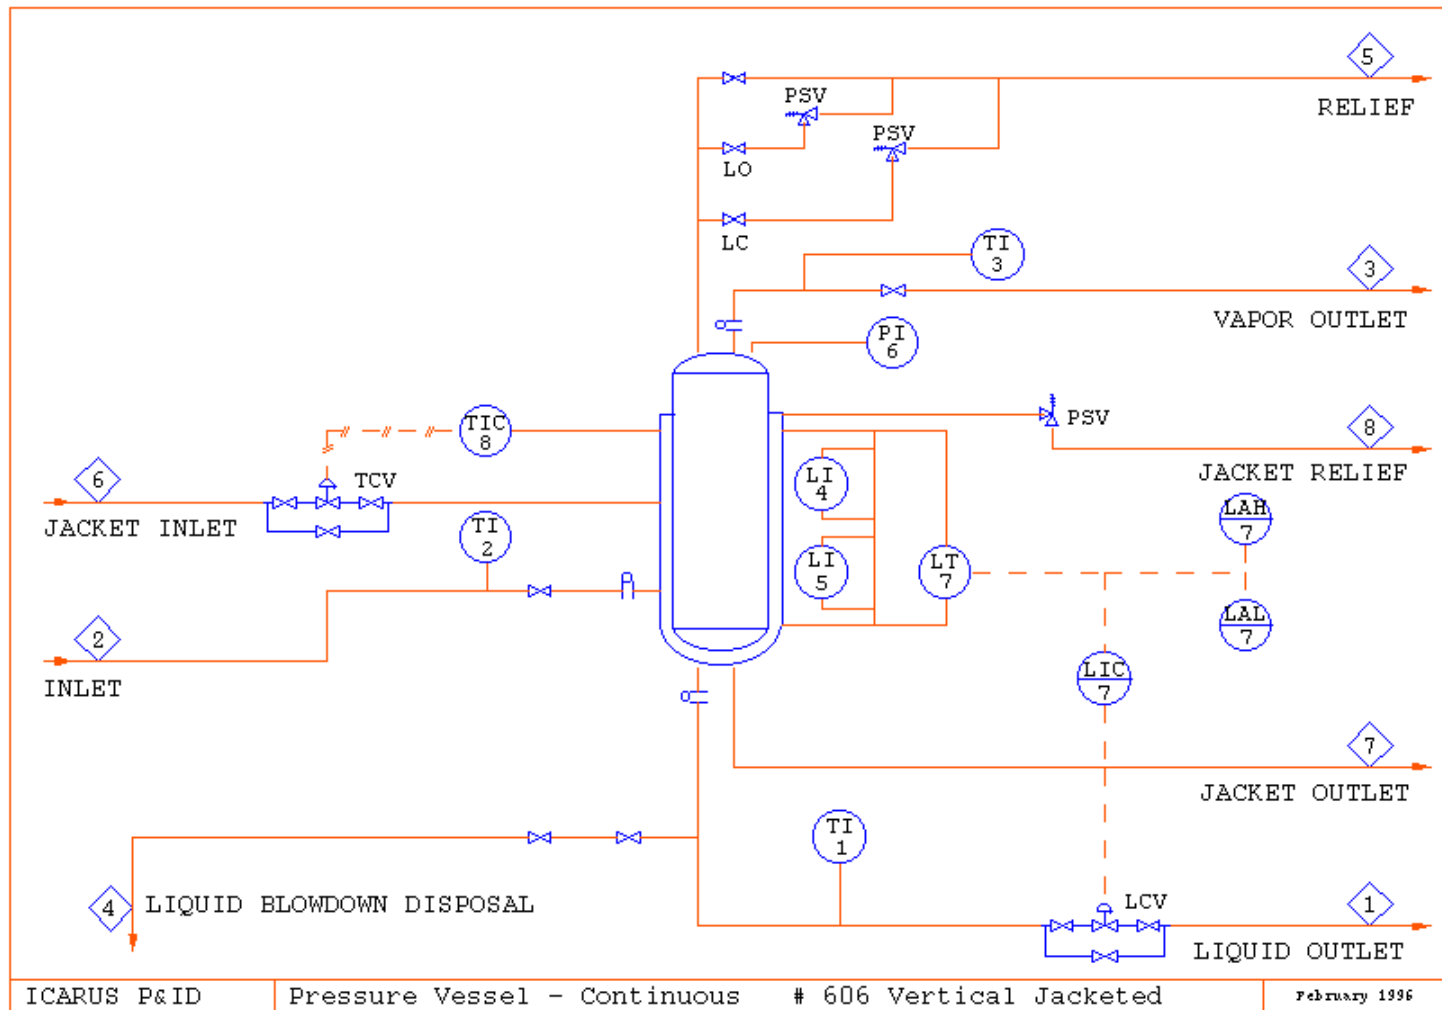 5
PSV
RELIEF
PSV
LO
LC
TI
3
3
VAPOR OUTLET
PI
6
TIC
8
PSV
8
JACKET RELIEF
6
TCV
LI
4
JACKET INLET
TI
2
LAH
7
LI
5
LT
7
LAL
7
2
INLET
LIC
7
7
JACKET OUTLET
TI
1
4
LIQUID BLOWDOWN DISPOSAL
LCV
1
LIQUID OUTLET
ICARUS P&ID
Pressure Vessel - Continuous # 606 Vertical Jacketed
February 1996